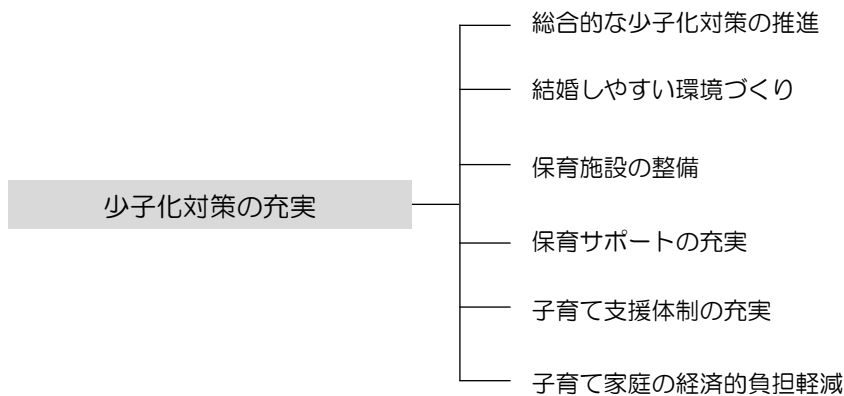 総合的な少子化対策の推進
結婚しやすい環境づくり
保育施設の整備
少子化対策の充実
保育サポートの充実
子育て支援体制の充実
子育て家庭の経済的負担軽減